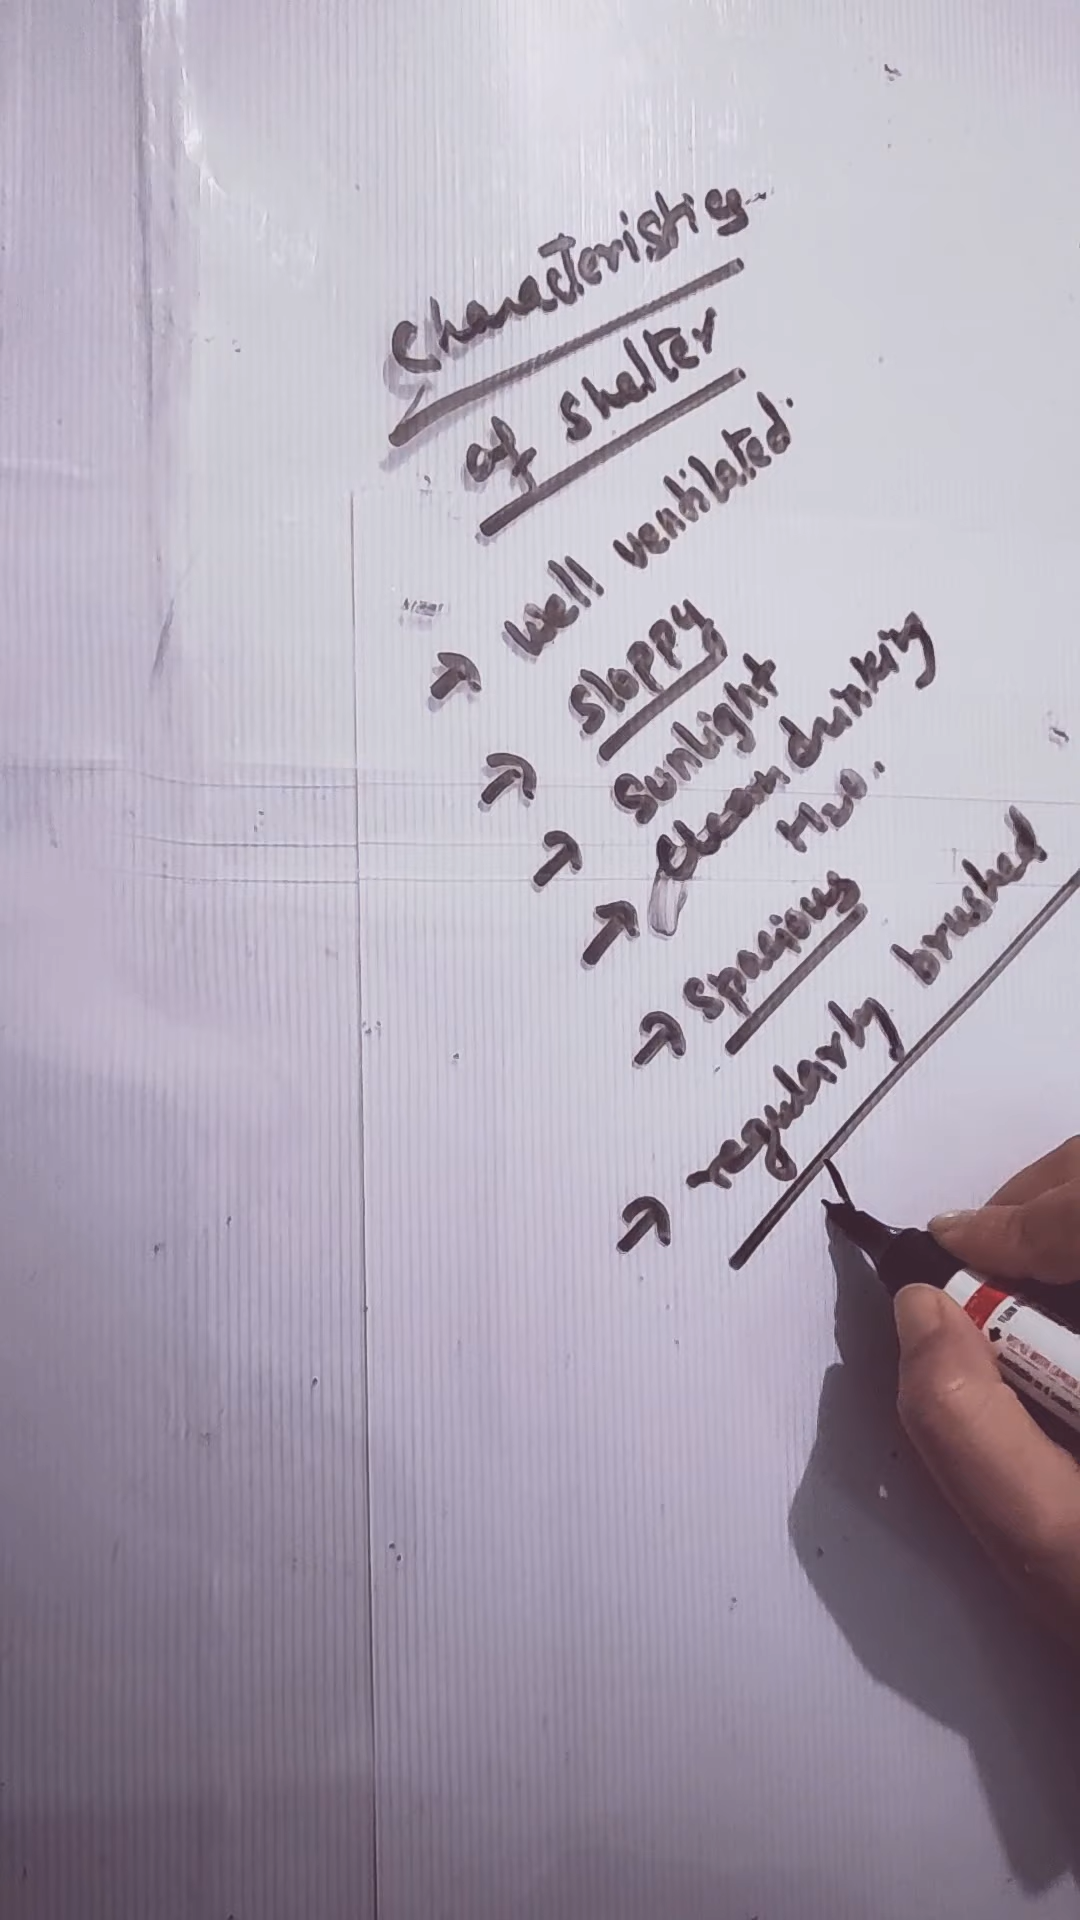 Characteristics
of Shelter
→ Well ventilated.
→ Sloppy
→ Sunlight
→ Clean drinking
H2O.
→ Spacious
→ regularly brushed